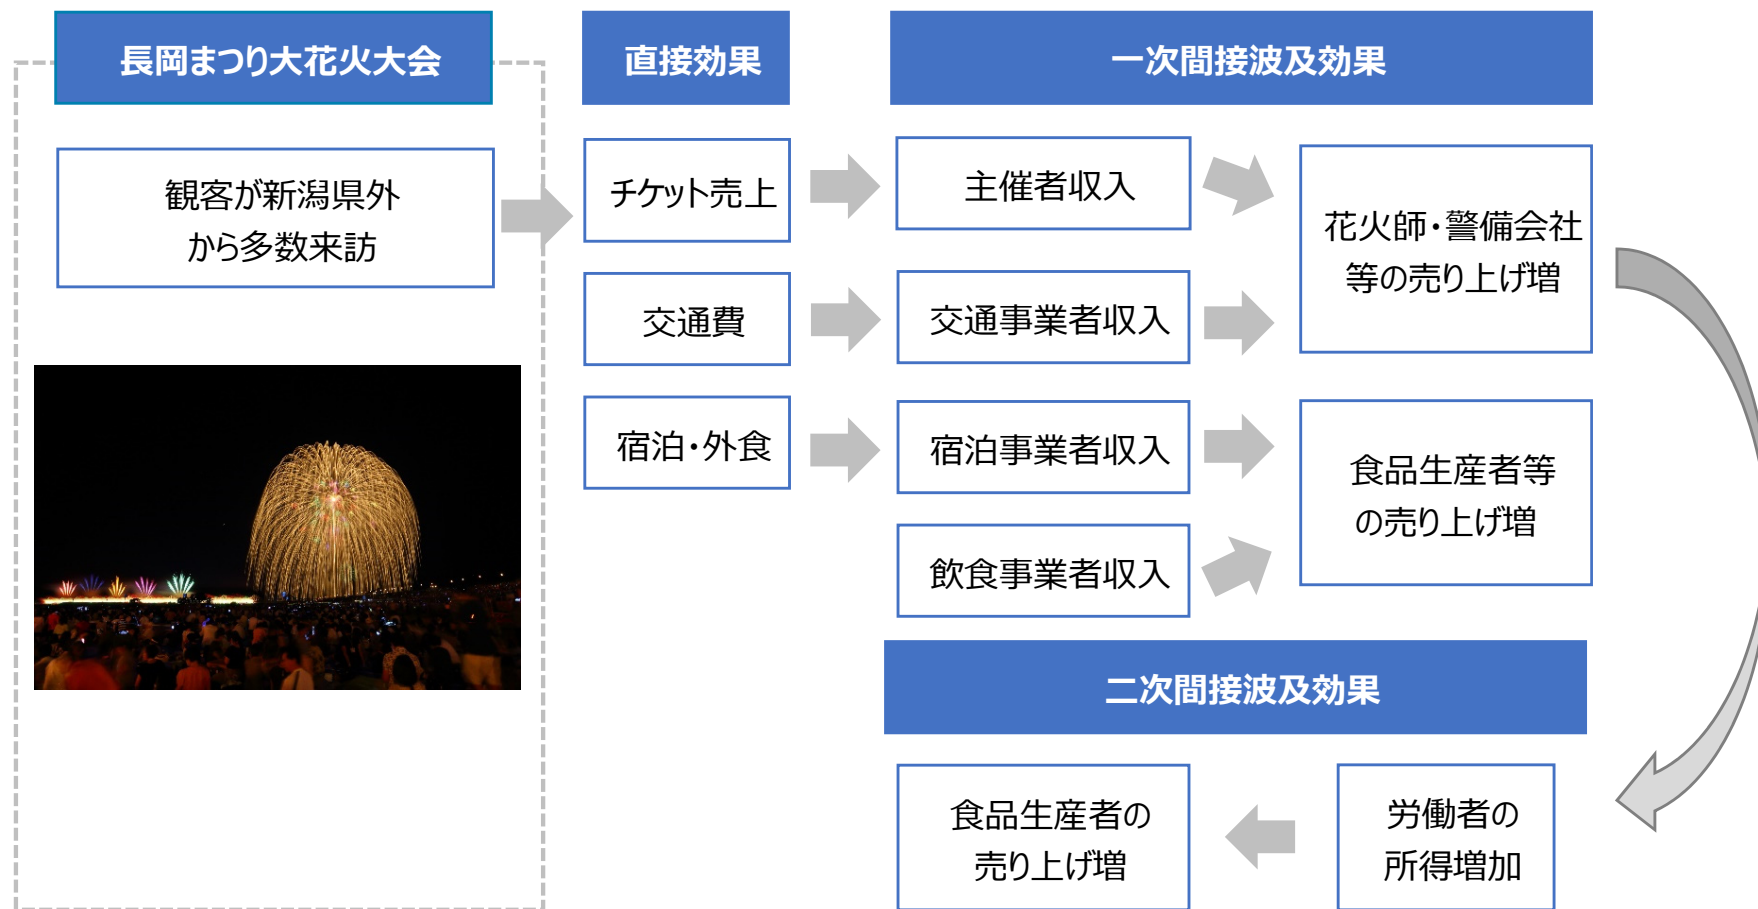 長岡まつり大花火大会
直接効果
一次間接波及効果
観客が新潟県外
から多数来訪
チケット売上
主催者収入
花火師・警備会社
等の売り上げ増
交通費
交通事業者収入
宿泊・外食
宿泊事業者収入
食品生産者等
の売り上げ増
飲食事業者収入
二次間接波及効果
食品生産者の
売り上げ増
労働者の
所得増加